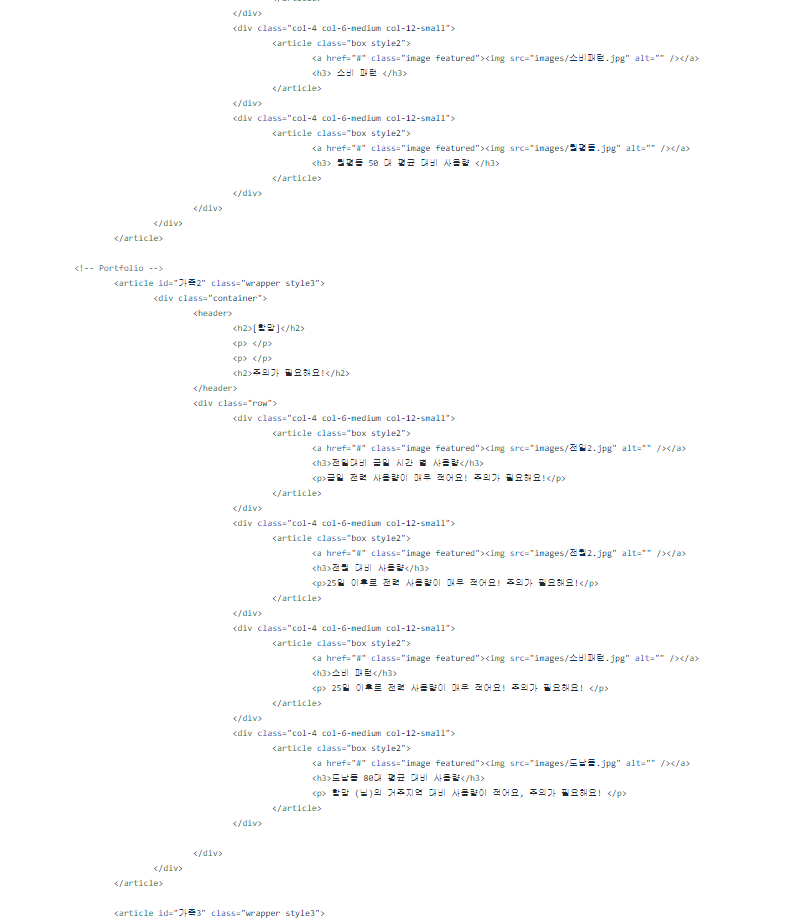 </div>
<div class="col-4 col-6-medium col-12-small">
<article class="box style2">
<a href="#" class="image featured"><img src="images/소비패턴.jpg" alt="" /></a>
<h3> 소비 패턴 </h3>
</article>
</div>
<div class="col-4 col-6-medium col-12-small">
<article class="box style2">
<a href="#" class="image featured"><img src="images/월평동.jpg" alt="" /></a>
<h3> 월평동 50 대 평균 대비 사용량 </h3>
</article>
</div>
</div>
</div>
</article>
<!-- Portfolio -->
<article id="가족2" class="wrapper style3">
<div class="container">
<header>
<h2>[할말]</h2>
<p> </p>
<p> </p>
<h2>주의가 필요해요!</h2>
</header>
<div class="row">
<div class="col-4 col-6-medium col-12-small">
<article class="box style2">
<a href="#" class="image featured"><img src="images/전일2.jpg" alt="" /></a>
<h3>전일대비 금일 시간 별 사용량</h3>
<p>금일 전력 사용량이 매우 적어요! 주의가 필요해요!</p>
</article>
</div>
<div class="col-4 col-6-medium col-12-small">
<article class="box style2">
<a href="#" class="image featured"><img src="images/전월2.jpg" alt="" /></a>
<h3>전월 대비 사용량</h3>
<p>25일 이후로 전력 사용량이 매우 적어요! 주의가 필요해요!</p>
</article>
</div>
<div class="col-4 col-6-medium col-12-small">
<article class="box style2">
<a href="#" class="image featured"><img src="images/소비패턴.jpg" alt="" /></a>
<h3>소비 패턴</h3>
<p> 25일 이후로 전력 사용량이 매우 적어요! 주의가 필요해요! </p>
</article>
</div>
<div class="col-4 col-6-medium col-12-small">
<article class="box style2">
<a href="#" class="image featured"><img src="images/도남동.jpg" alt="" /></a>
<h3>도남동 80대 평균 대비 사용량</h3>
<p> 할말 (님)의 거주지역 대비 사용량이 적어요, 주의가 필요해요! </p>
</article>
</div>
</div>
</div>
</article>
<article id="가족3" class="wrapper style3">